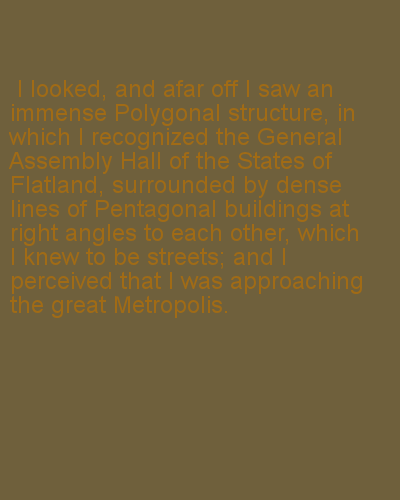 I looked, and afar off I saw an
immense Polygonal structure, in
which I recognized the General
Assembly Hall of the States of
Flatland, surrounded by dense
lines of Pentagonal buildings at
right angles to each other, which
I knew to be streets; and I
perceived that I was approaching
the great Metropolis.